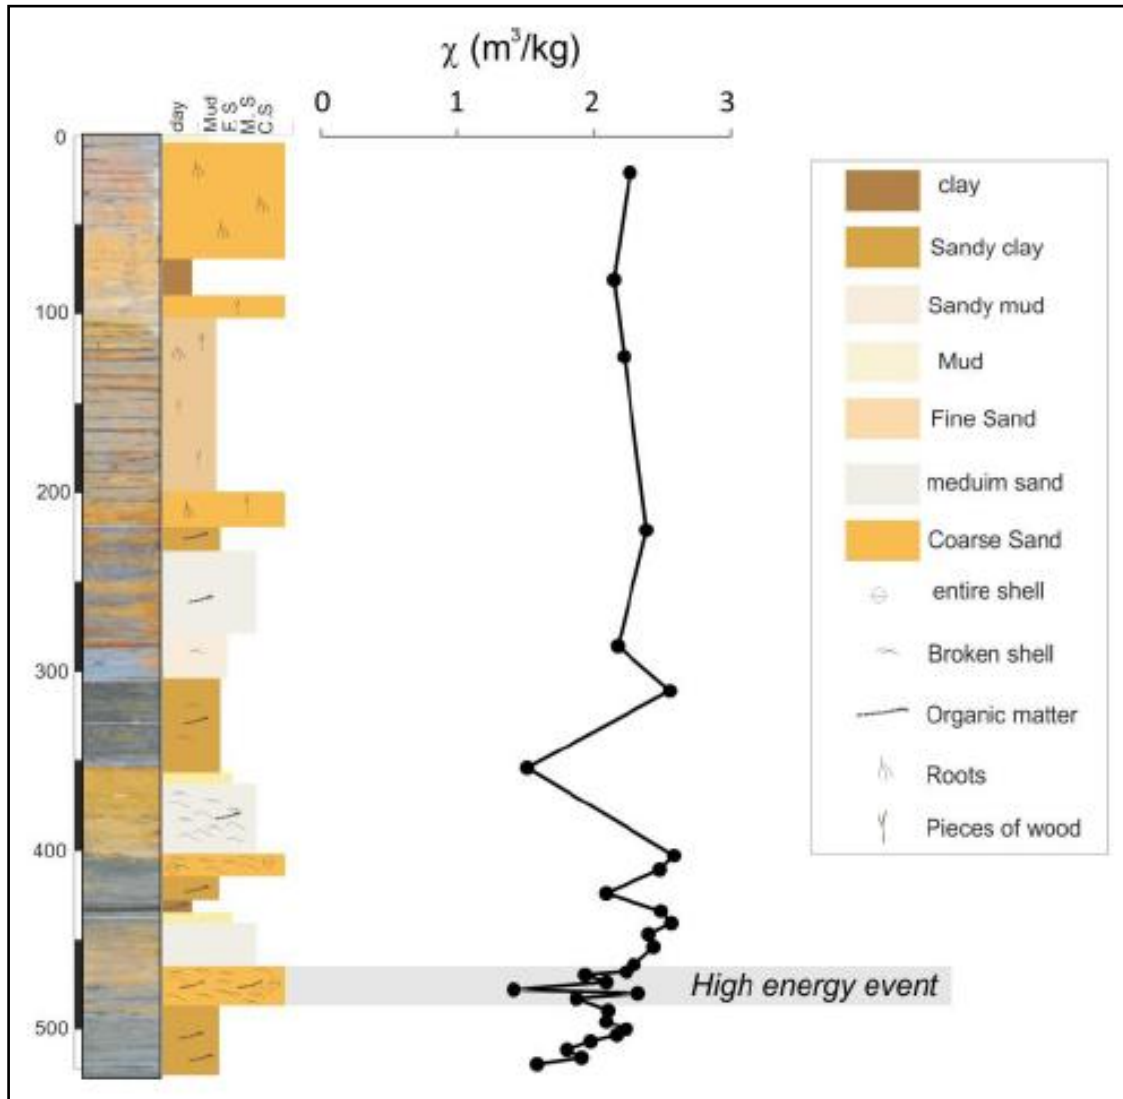 χ (m³/kg)
0 1 2 3
clay
Mud
F.S
M.S
C.S
0
100
200
300
400
500
clay
Sandy clay
Sandy mud
Mud
Fine Sand
meduim sand
Coarse Sand
entire shell
Broken shell
Organic matter
Roots
Pieces of wood
High energy event